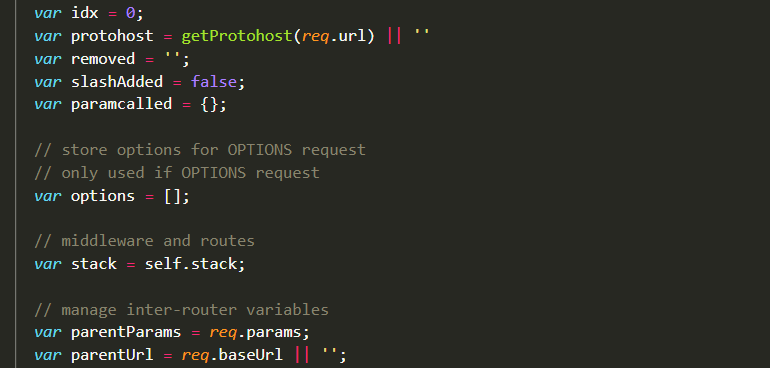 var idx = 0;
var protohost = getProtohost(req.url) || ''
var removed = '';
var slashAdded = false;
var paramcalled = {};
// store options for OPTIONS request
// only used if OPTIONS request
var options = [];
// middleware and routes
var stack = self.stack;
// manage inter-router variables
var parentParams = req.params;
var parentUrl = req.baseUrl || '';